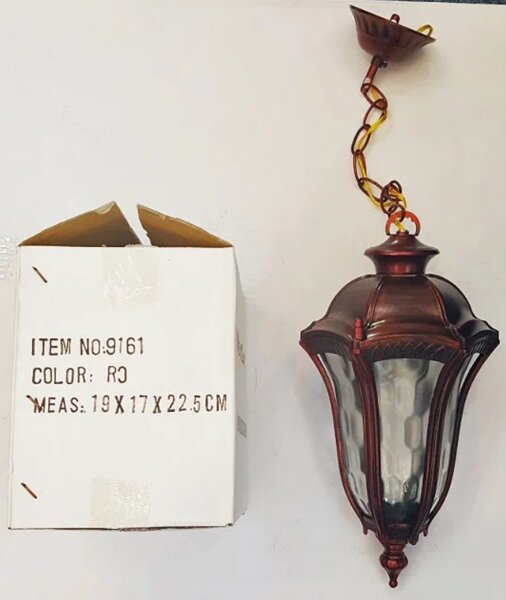 ITEM NO:9161
COLOR: RO
MEAS: 19X17X22.5CM